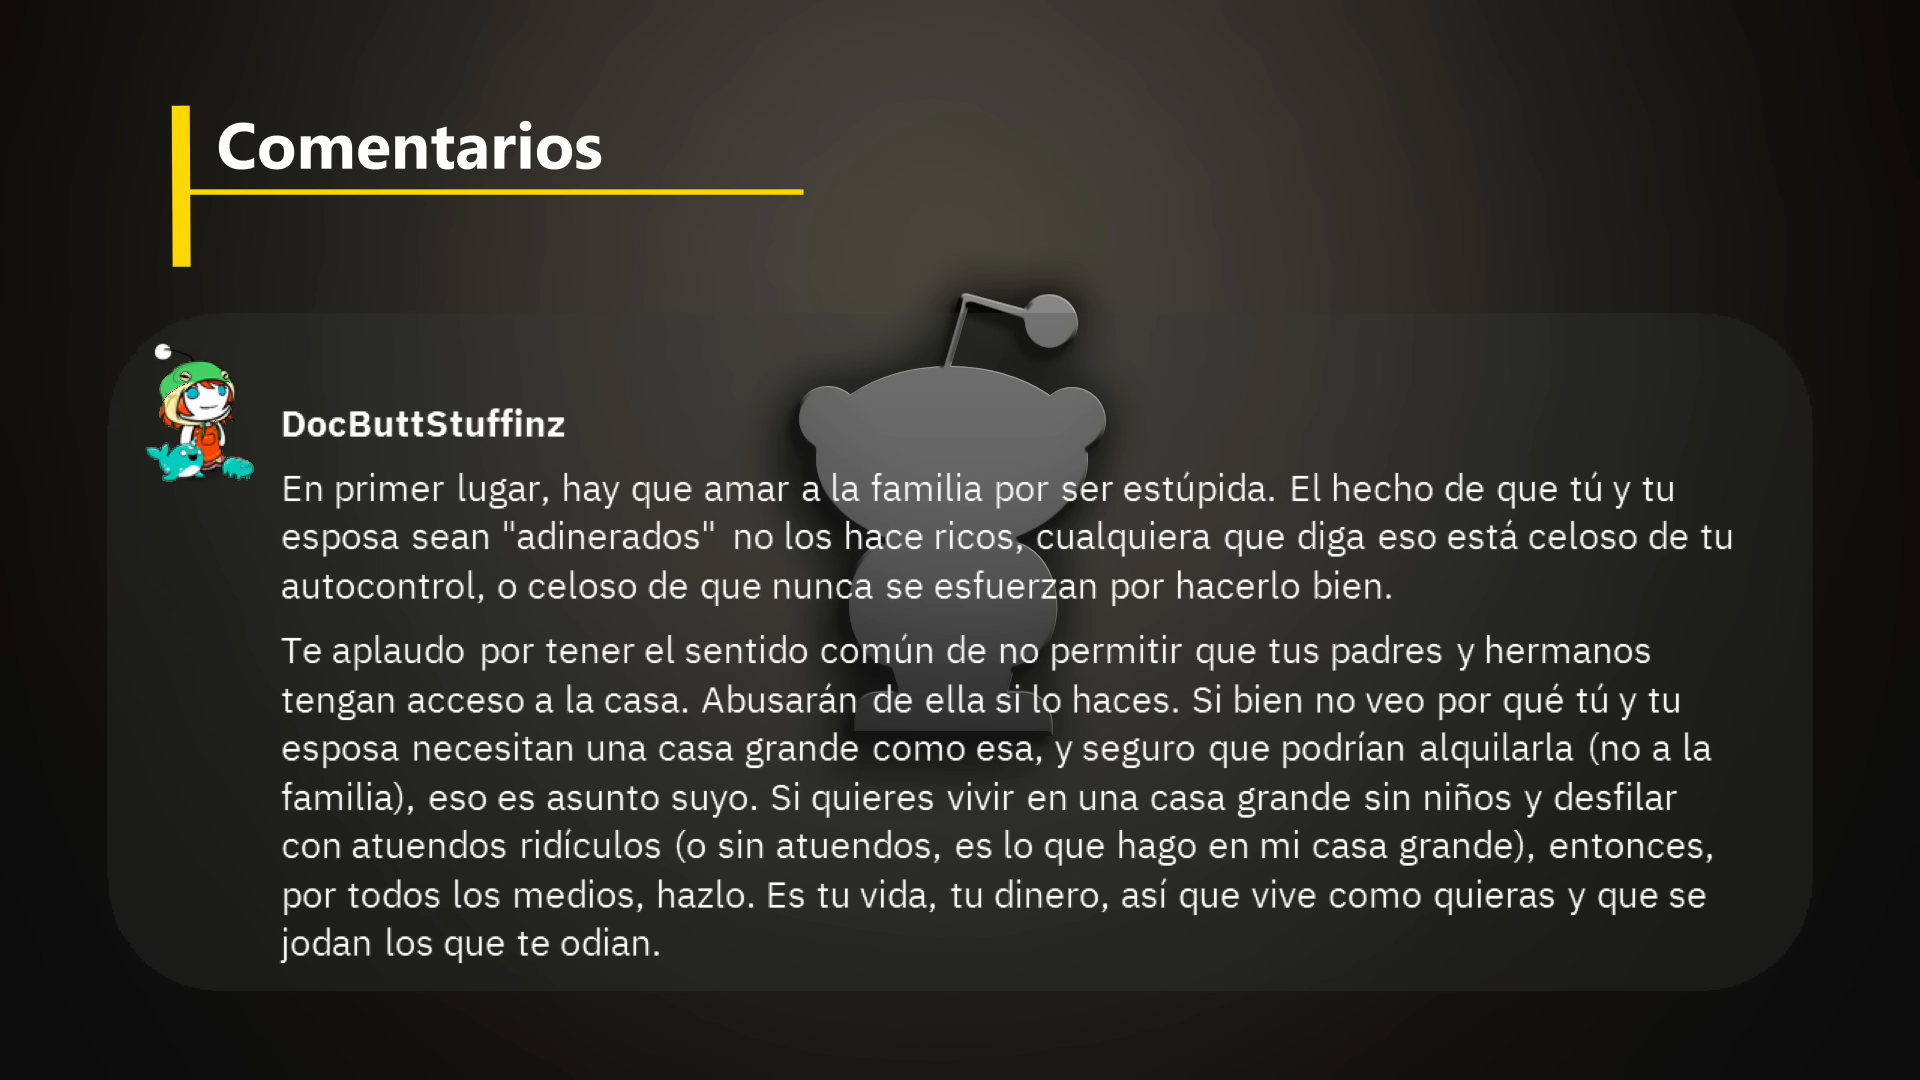 Comentarios
DocButtStuffinz
En primer lugar, hay que amar a la familia por ser estúpida. El hecho de que tú y tu
esposa sean "adinerados" no los hace ricos, cualquiera que diga eso está celoso de tu
autocontrol, o celoso de que nunca se esfuerzan por hacerlo bien.
Te aplaudo por tener el sentido común de no permitir que tus padres y hermanos
tengan acceso a la casa. Abusarán de ella si lo haces. Si bien no veo por qué tú y tu
esposa necesitan una casa grande como esa, y seguro que podrían alquilarla (no a la
familia), eso es asunto suyo. Si quieres vivir en una casa grande sin niños y desfilar
con atuendos ridículos (o sin atuendos, es lo que hago en mi casa grande), entonces,
por todos los medios, hazlo. Es tu vida, tu dinero, así que vive como quieras y que se
jodan los que te odian.